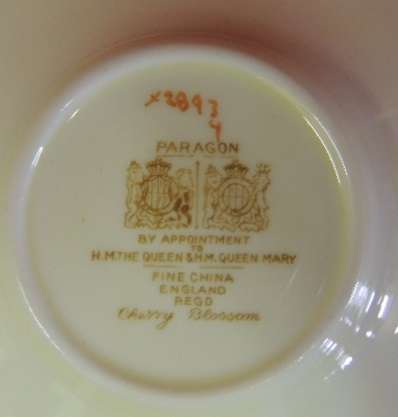 X2893
4
PARAGON
BY APPOINTMENT
TO
H.M. THE QUEEN & H.M. QUEEN MARY
FINE CHINA
ENGLAND
REGD
Cherry Blossom